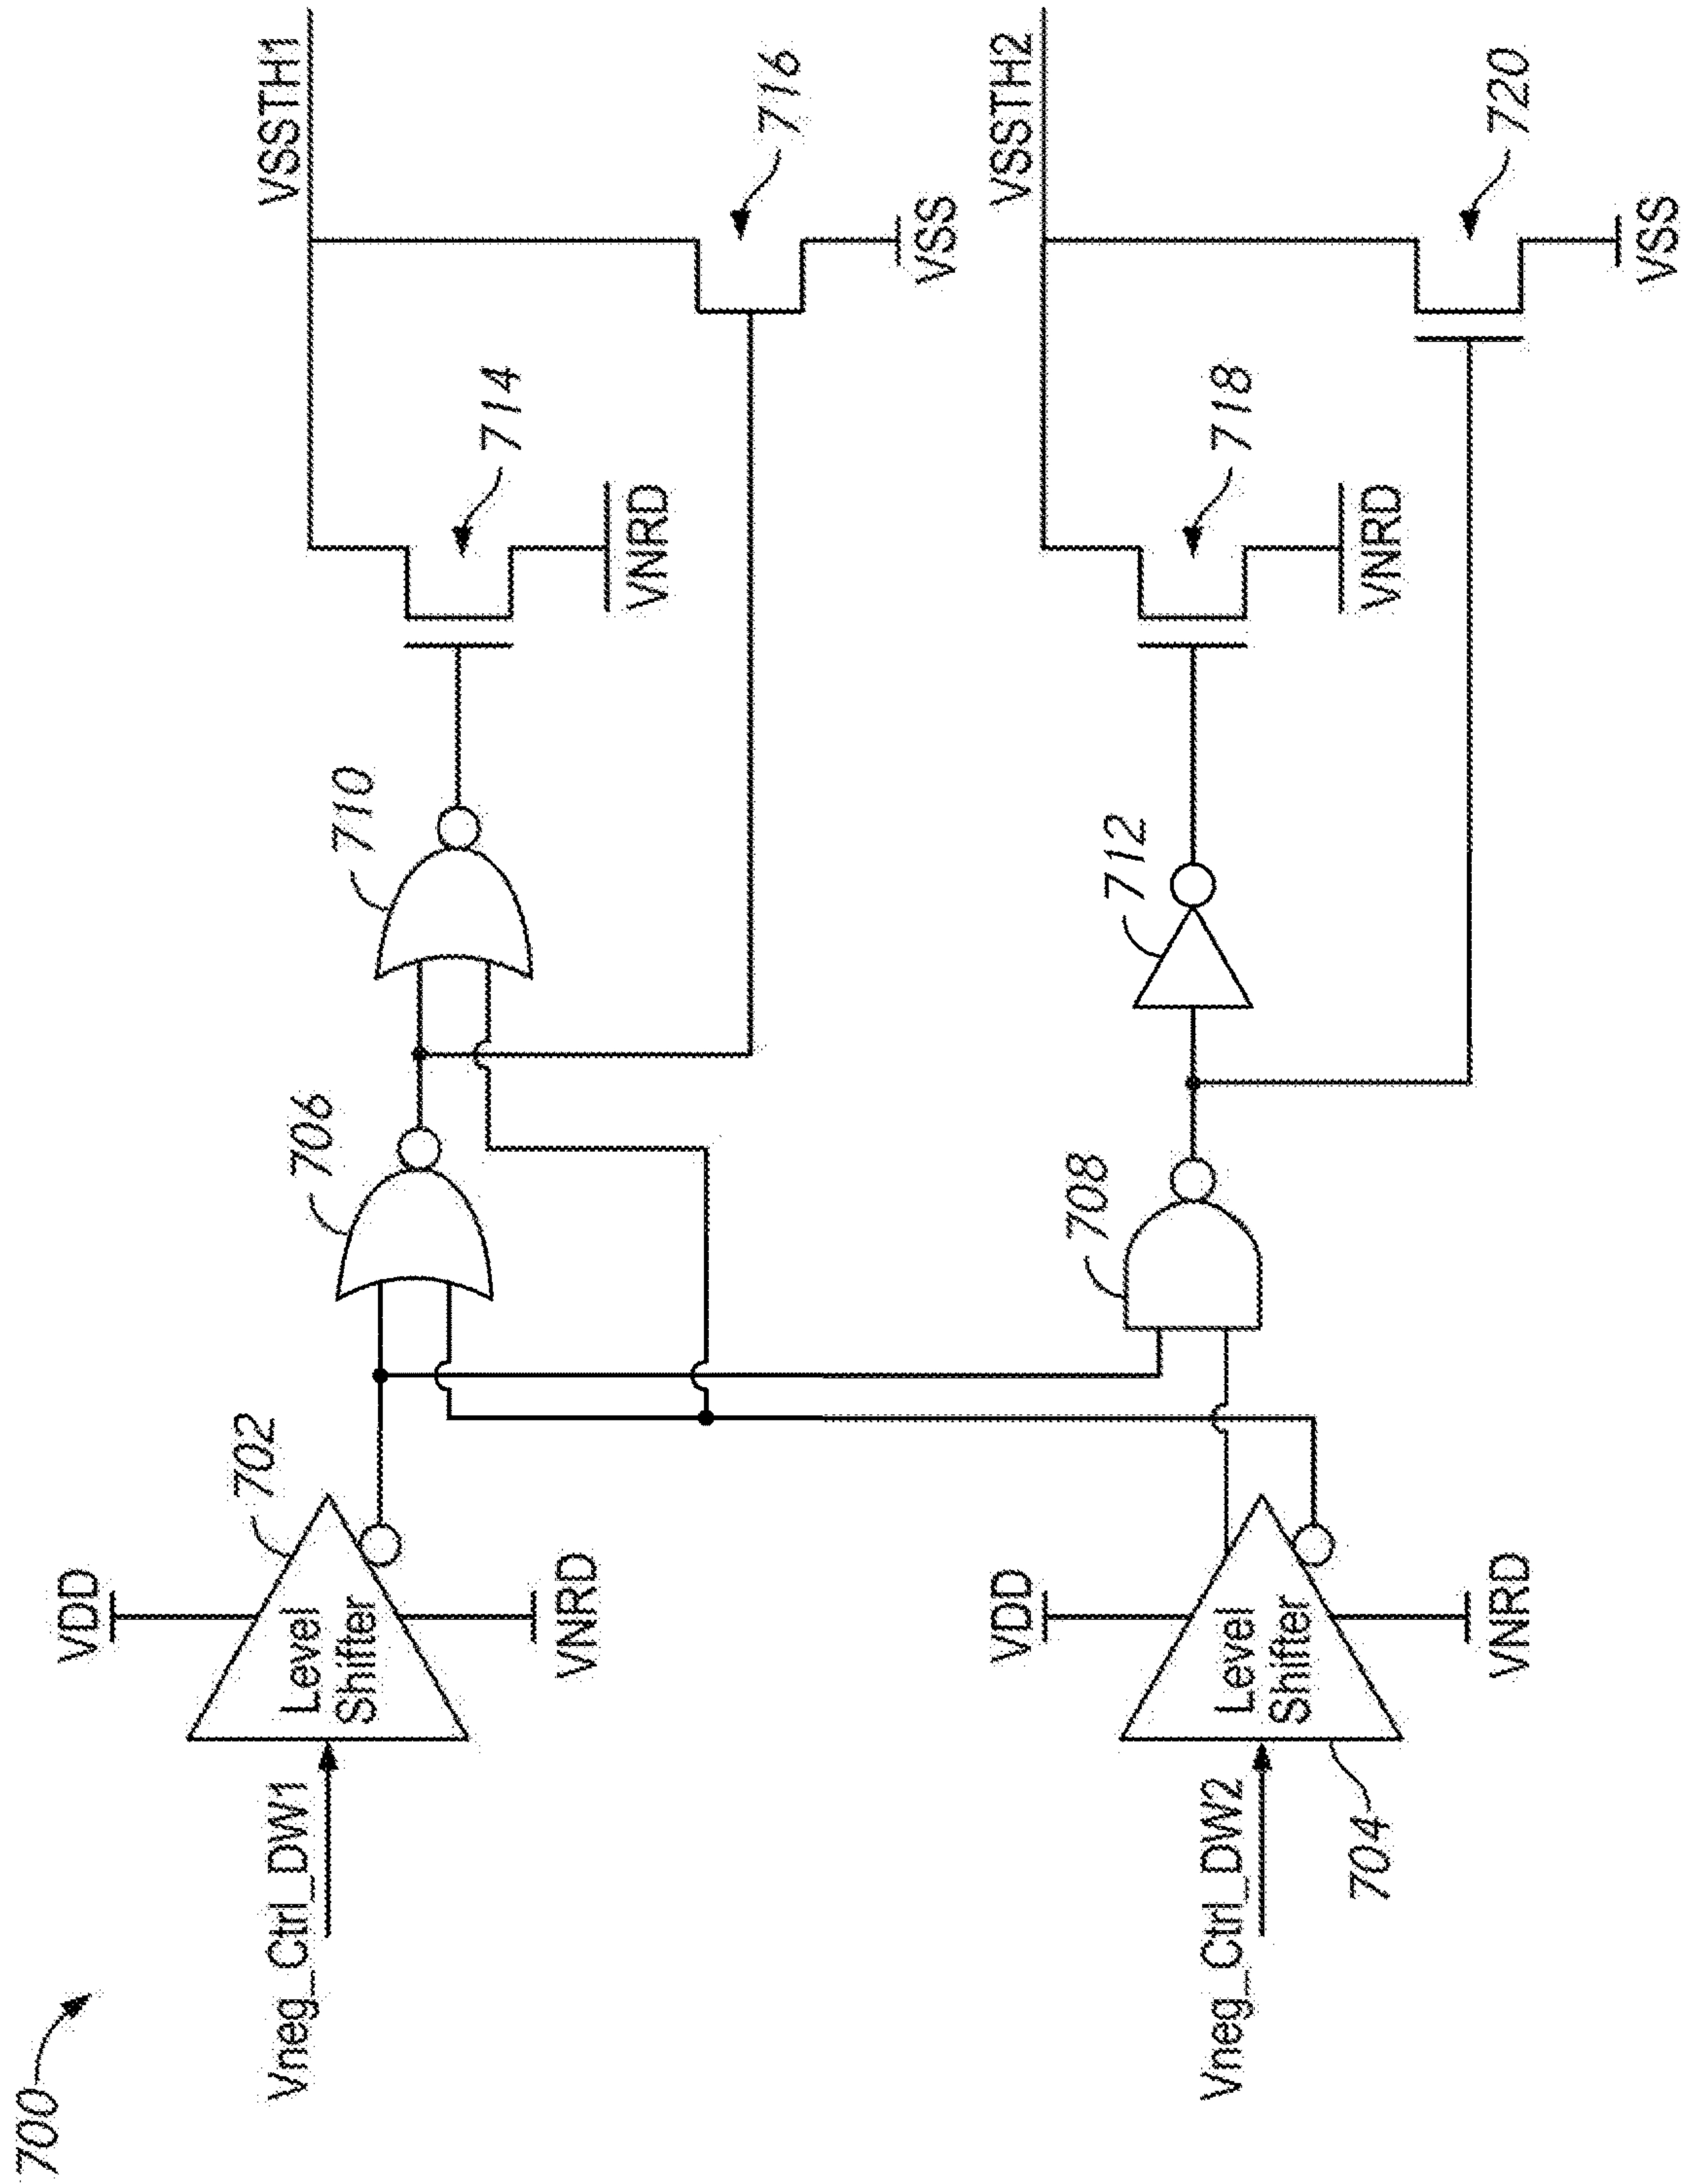 700
Vneg_Ctrl_DW1
VDD
Level
Shifter
702
VNRD
706
710
714
VNRD
VSSTH1
716
VSS
Vneg_Ctrl_DW2
704
VDD
Level
Shifter
VNRD
708
712
718
VNRD
VSSTH2
720
VSS